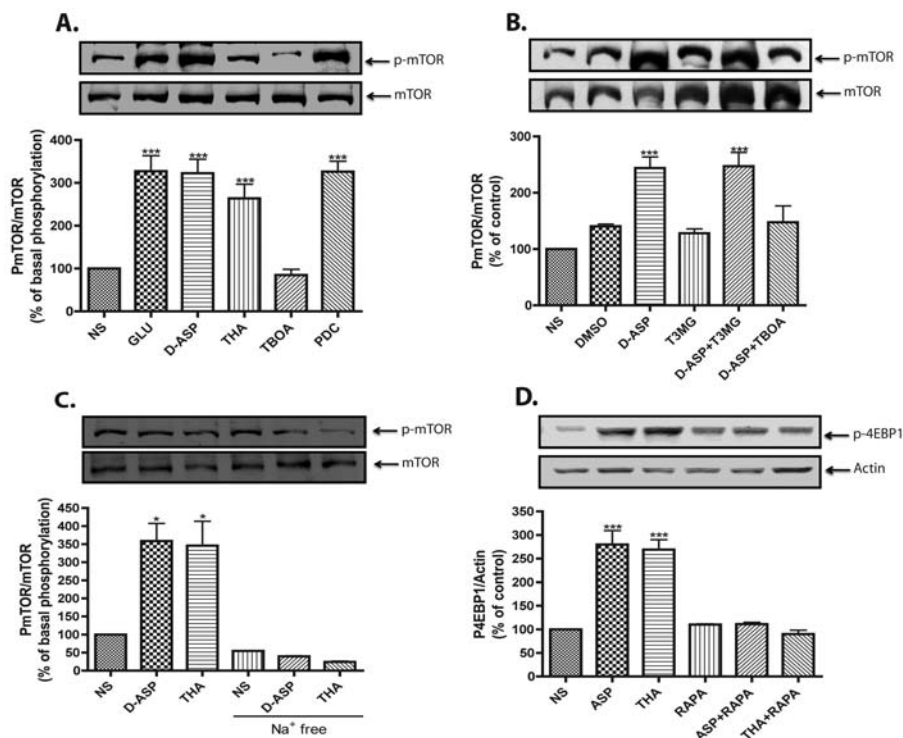 A.
p-mTOR
mTOR
PmTOR/mTOR
(% of basal phosphorylation)
400
300
200
100
0
***
***
***
***
NS
GLU
D-ASP
THA
TBOA
PDC
B.
p-mTOR
mTOR
PmTOR/mTOR
(% of control)
300
200
100
0
***
***
NS
DMSO
D-ASP
T3MG
D-ASP+T3MG
D-ASP+TBOA
C.
p-mTOR
mTOR
PmTOR/mTOR
(% of basal phosphorylation)
450
400
350
300
250
200
150
100
50
0
*
*
NS
D-ASP
THA
NS
D-ASP
THA
Na⁺ free
D.
p-4EBP1
Actin
P4EBP1/Actin
(% of control)
350
300
250
200
150
100
50
0
***
***
NS
ASP
THA
RAPA
ASP+RAPA
THA+RAPA